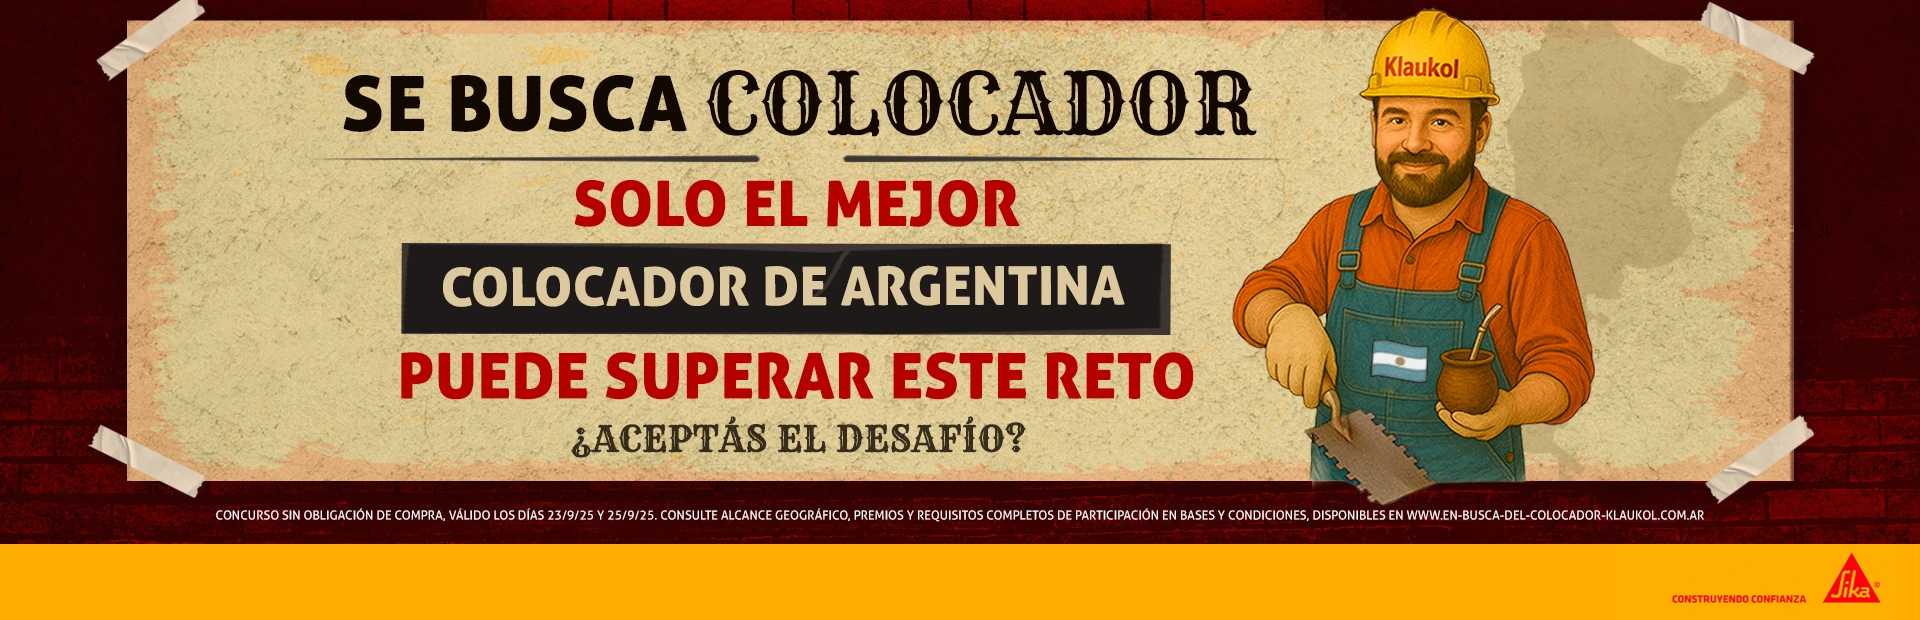 SE BUSCA COLOCADOR
Klaukol
SOLO EL MEJOR
COLOCADOR DE ARGENTINA
PUEDE SUPERAR ESTE RETO
¿ACEPTÁS EL DESAFÍO?
CONCURSO SIN OBLIGACIÓN DE COMPRA, VÁLIDO LOS DÍAS 23/9/25 Y 25/9/25. CONSULTE ALCANCE GEOGRÁFICO, PREMIOS Y REQUISITOS COMPLETOS DE PARTICIPACIÓN EN BASES Y CONDICIONES, DISPONIBLES EN WWW.EN-BUSCA-DEL-COLOCADOR-KLAUKOL.COM.AR
CONSTRUYENDO CONFIANZA
Sika®